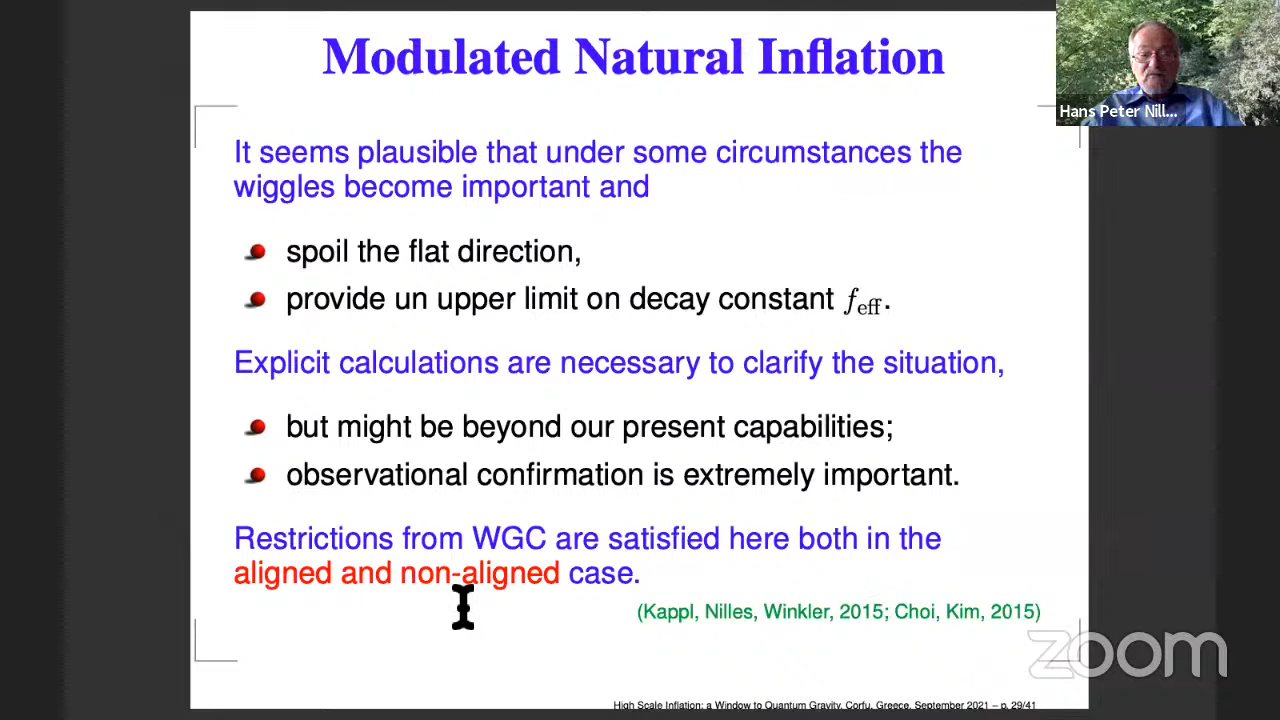 Modulated Natural Inflation
Hans Peter Nill...
It seems plausible that under some circumstances the
wiggles become important and
spoil the flat direction,
provide un upper limit on decay constant f_eff.
Explicit calculations are necessary to clarify the situation,
but might be beyond our present capabilities;
observational confirmation is extremely important.
Restrictions from WGC are satisfied here both in the
aligned and non-aligned case.
(Kappl, Nilles, Winkler, 2015; Choi, Kim, 2015)
zoom
High Scale Inflation: a Window to Quantum Gravity, Corfu, Greece, September 2021 – p. 29/41